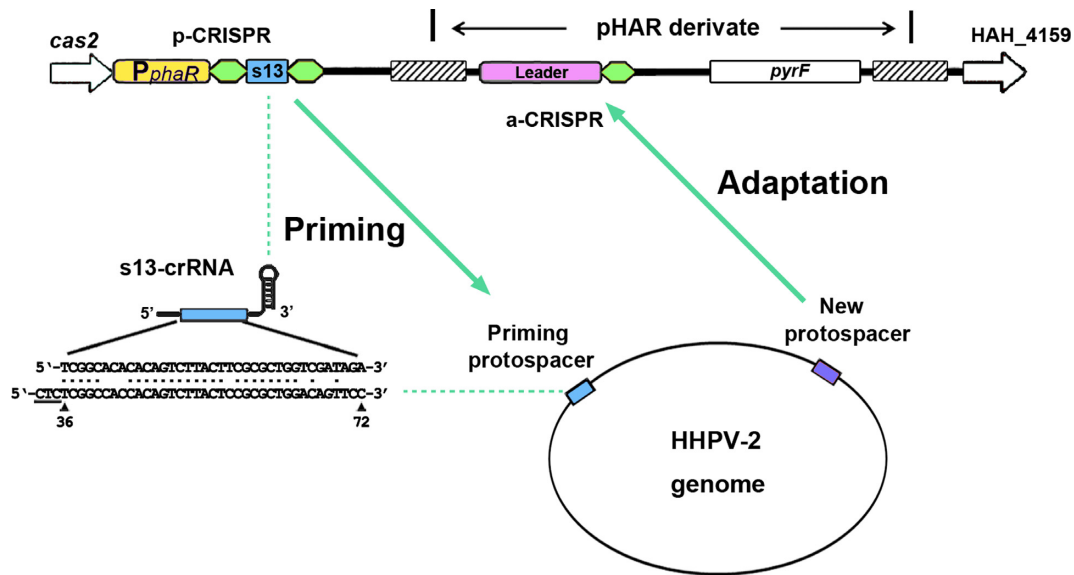 cas2
p-CRISPR
pHAR derivate
HAH_4159
PphaR
s13
Leader
pyrF
a-CRISPR
Priming
Adaptation
s13-crRNA
5'
3'
Priming
protospacer
New
protospacer
5'-TCGGCACACACAGTCTTACTTCGCGCTGGTCGATAGA-3'
5'-CTCTCGGCCACCACAGTCTTACTCCGCGCTGGACAGTTCC-3'
36
72
HHPV-2
genome